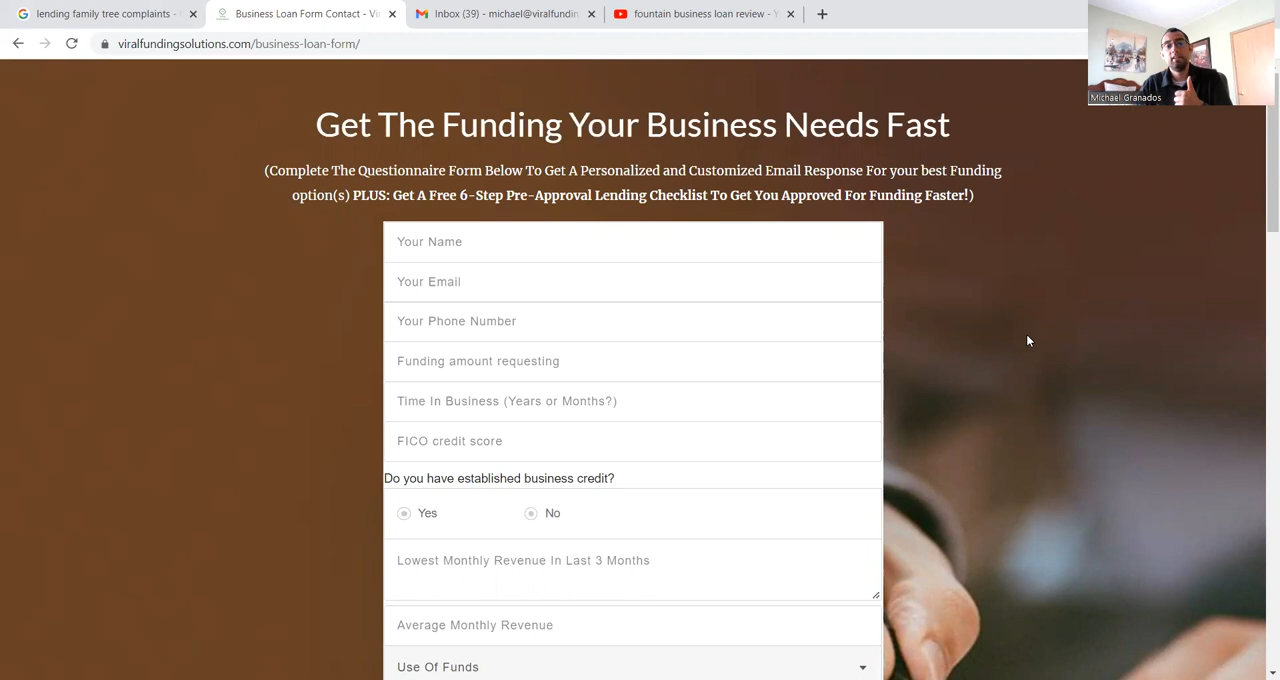 lending family tree complaints -
Business Loan Form Contact - Vi
Inbox (39) - michael@viralfundin
fountain business loan review - Y
viralfundingsolutions.com/business-loan-form/
Michael Granados
Get The Funding Your Business Needs Fast
(Complete The Questionnaire Form Below To Get A Personalized and Customized Email Response For your best Funding
option(s) PLUS: Get A Free 6-Step Pre-Approval Lending Checklist To Get You Approved For Funding Faster!)
Your Name
Your Email
Your Phone Number
Funding amount requesting
Time In Business (Years or Months?)
FICO credit score
Do you have established business credit?
Yes No
Lowest Monthly Revenue In Last 3 Months
Average Monthly Revenue
Use Of Funds